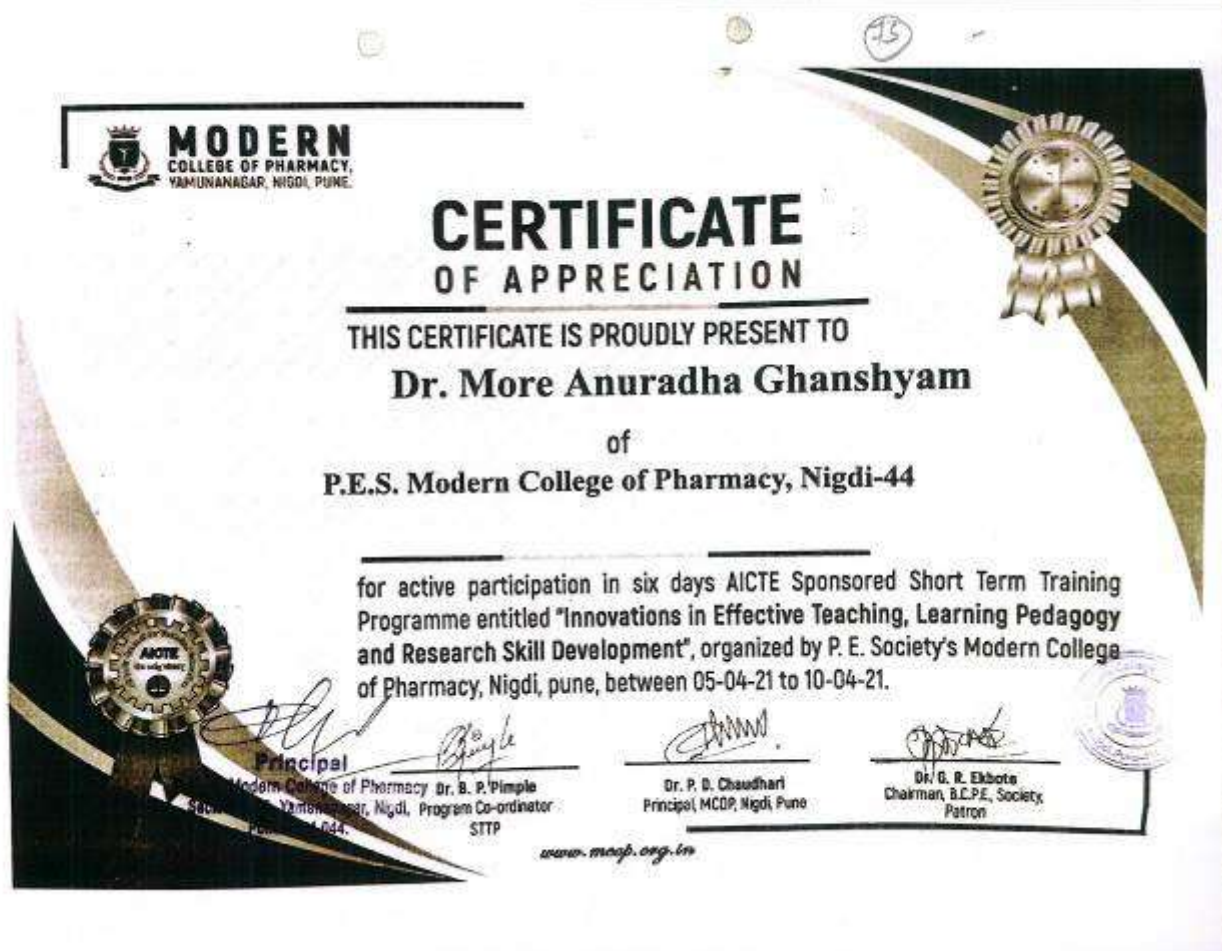 MODERN
COLLEGE OF PHARMACY,
YAMUNANAGAR, NIGDI, PUNE.
CERTIFICATE
OF APPRECIATION
THIS CERTIFICATE IS PROUDLY PRESENT TO
Dr. More Anuradha Ghanshyam
of
P.E.S. Modern College of Pharmacy, Nigdi-44
for active participation in six days AICTE Sponsored Short Term Training
Programme entitled "Innovations in Effective Teaching, Learning Pedagogy
and Research Skill Development", organized by P. E. Society's Modern College
of Pharmacy, Nigdi, pune, between 05-04-21 to 10-04-21.
AICTE
Principal
Modern College of Pharmacy
Nigdi,
044.
Dr. B. P. Pimple
Program Co-ordinator
STTP
Dr. P. D. Chaudhari
Principal, MCOP, Nigdi, Pune
Dr. G. R. Ekbote
Chairman, B.C.P.E., Society,
Patron
www.mcop.org.in